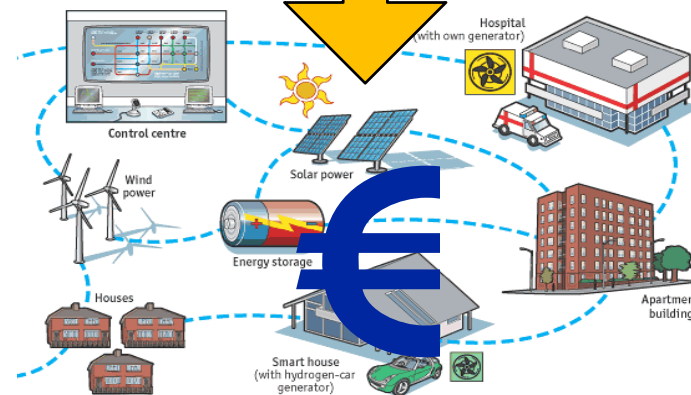 Hospital
(with own generator)
Control centre
Solar power
Wind
power
Energy storage
Houses
Apartmen
building
Smart house
(with hydrogen-car
generator)
€